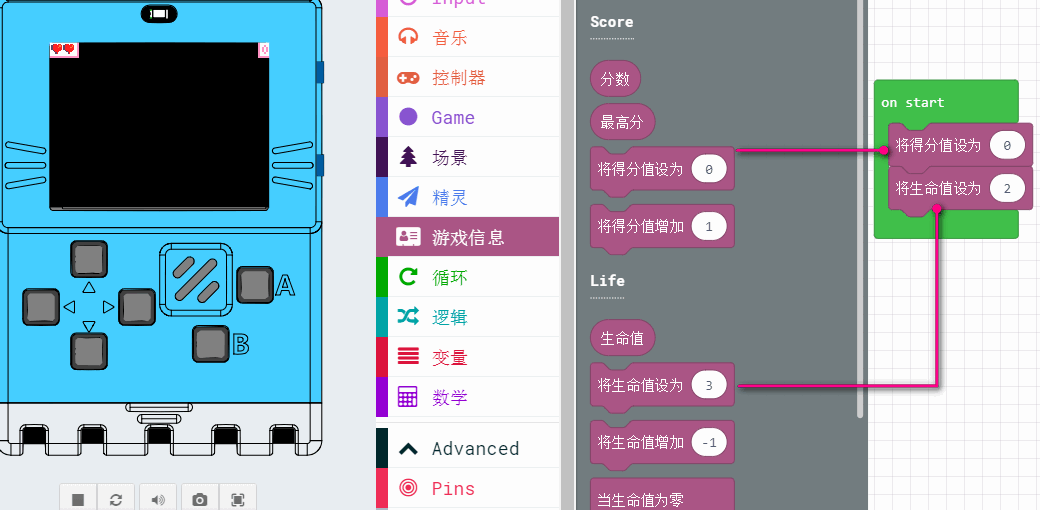 0
A
B
Input
音乐
控制器
Game
场景
精灵
游戏信息
循环
逻辑
变量
数学
Advanced
Pins
Score
分数
最高分
将得分值设为 0
将得分值增加 1
Life
生命值
将生命值设为 3
将生命值增加 -1
当生命值为零
on start
将得分值设为 0
将生命值设为 2